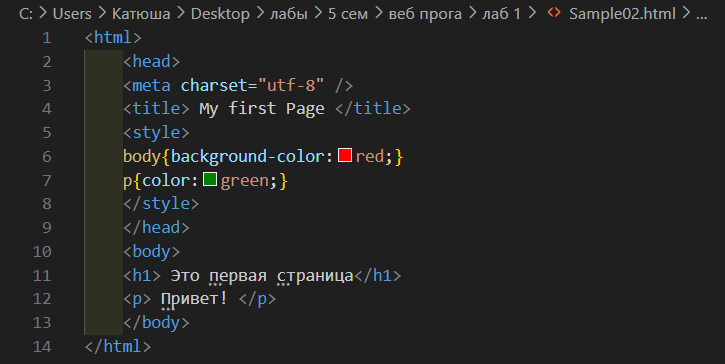 C: > Users > Катюша > Desktop > лабы > 5 сем > веб прога > лаб 1 > <> Sample02.html > ...
1 <html>
2 <head>
3 <meta charset="utf-8" />
4 <title> My first Page </title>
5 <style>
6 body{background-color:red;}
7 p{color:green;}
8 </style>
9 </head>
10 <body>
11 <h1> Это первая страница</h1>
12 <p> Привет! </p>
13 </body>
14 </html>